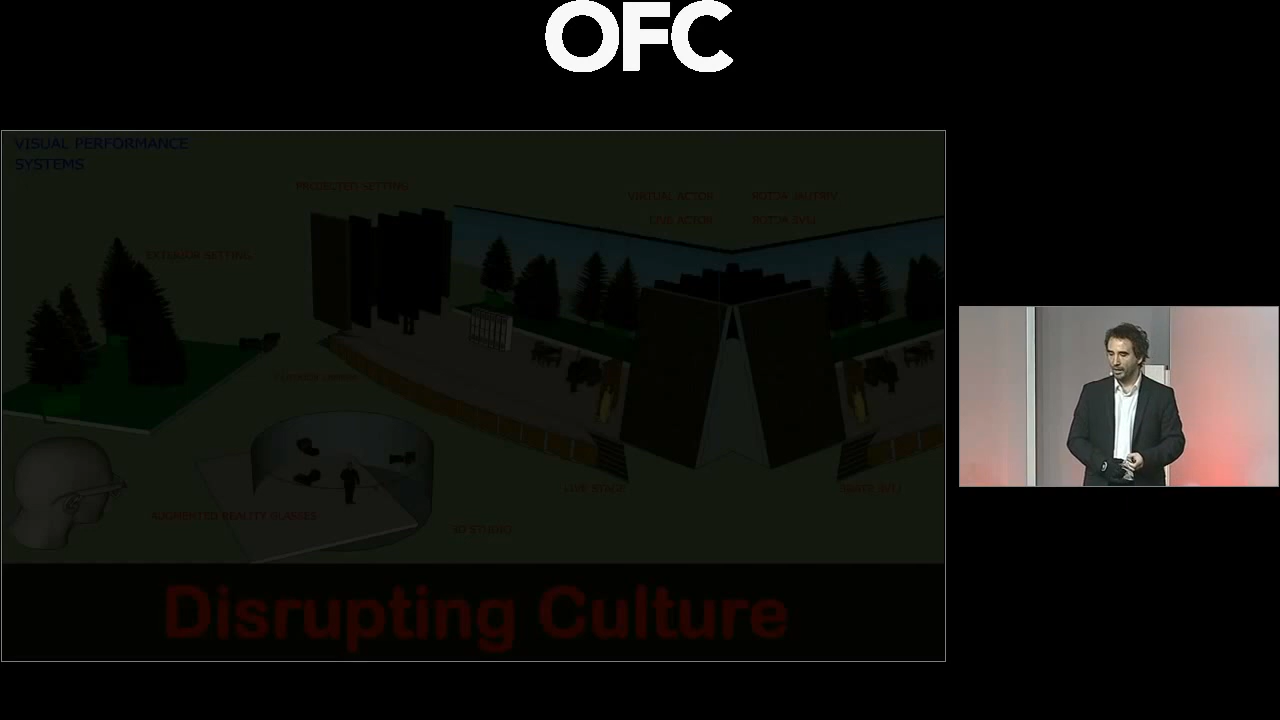 OFC
VISUAL PERFORMANCE
SYSTEMS
PROJECTED SETTING
VIRTUAL ACTOR
LIVE ACTOR
EXTERIOR SETTING
LIVE STAGE
AUGMENTED REALITY GLASSES
3D STUDIO
Disrupting Culture